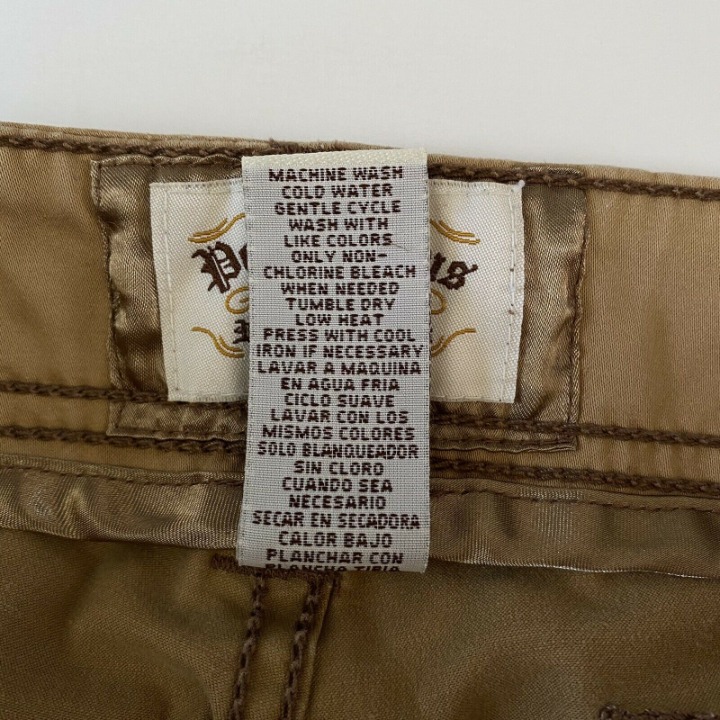 MACHINE WASH
COLD WATER
GENTLE CYCLE
WASH WITH
LIKE COLORS
ONLY NON-
CHLORINE BLEACH
WHEN NEEDED
TUMBLE DRY
LOW HEAT
PRESS WITH COOL
IRON IF NECESSARY
LAVAR A MAQUINA
EN AGUA FRIA
CICLO SUAVE
LAVAR CON LOS
MISMOS COLORES
SOLO BLANQUEADOR
SIN CLORO
CUANDO SEA
NECESARIO
SECAR EN SECADORA
CALOR BAJO
PLANCHAR CON
PLANCHA TIBIA